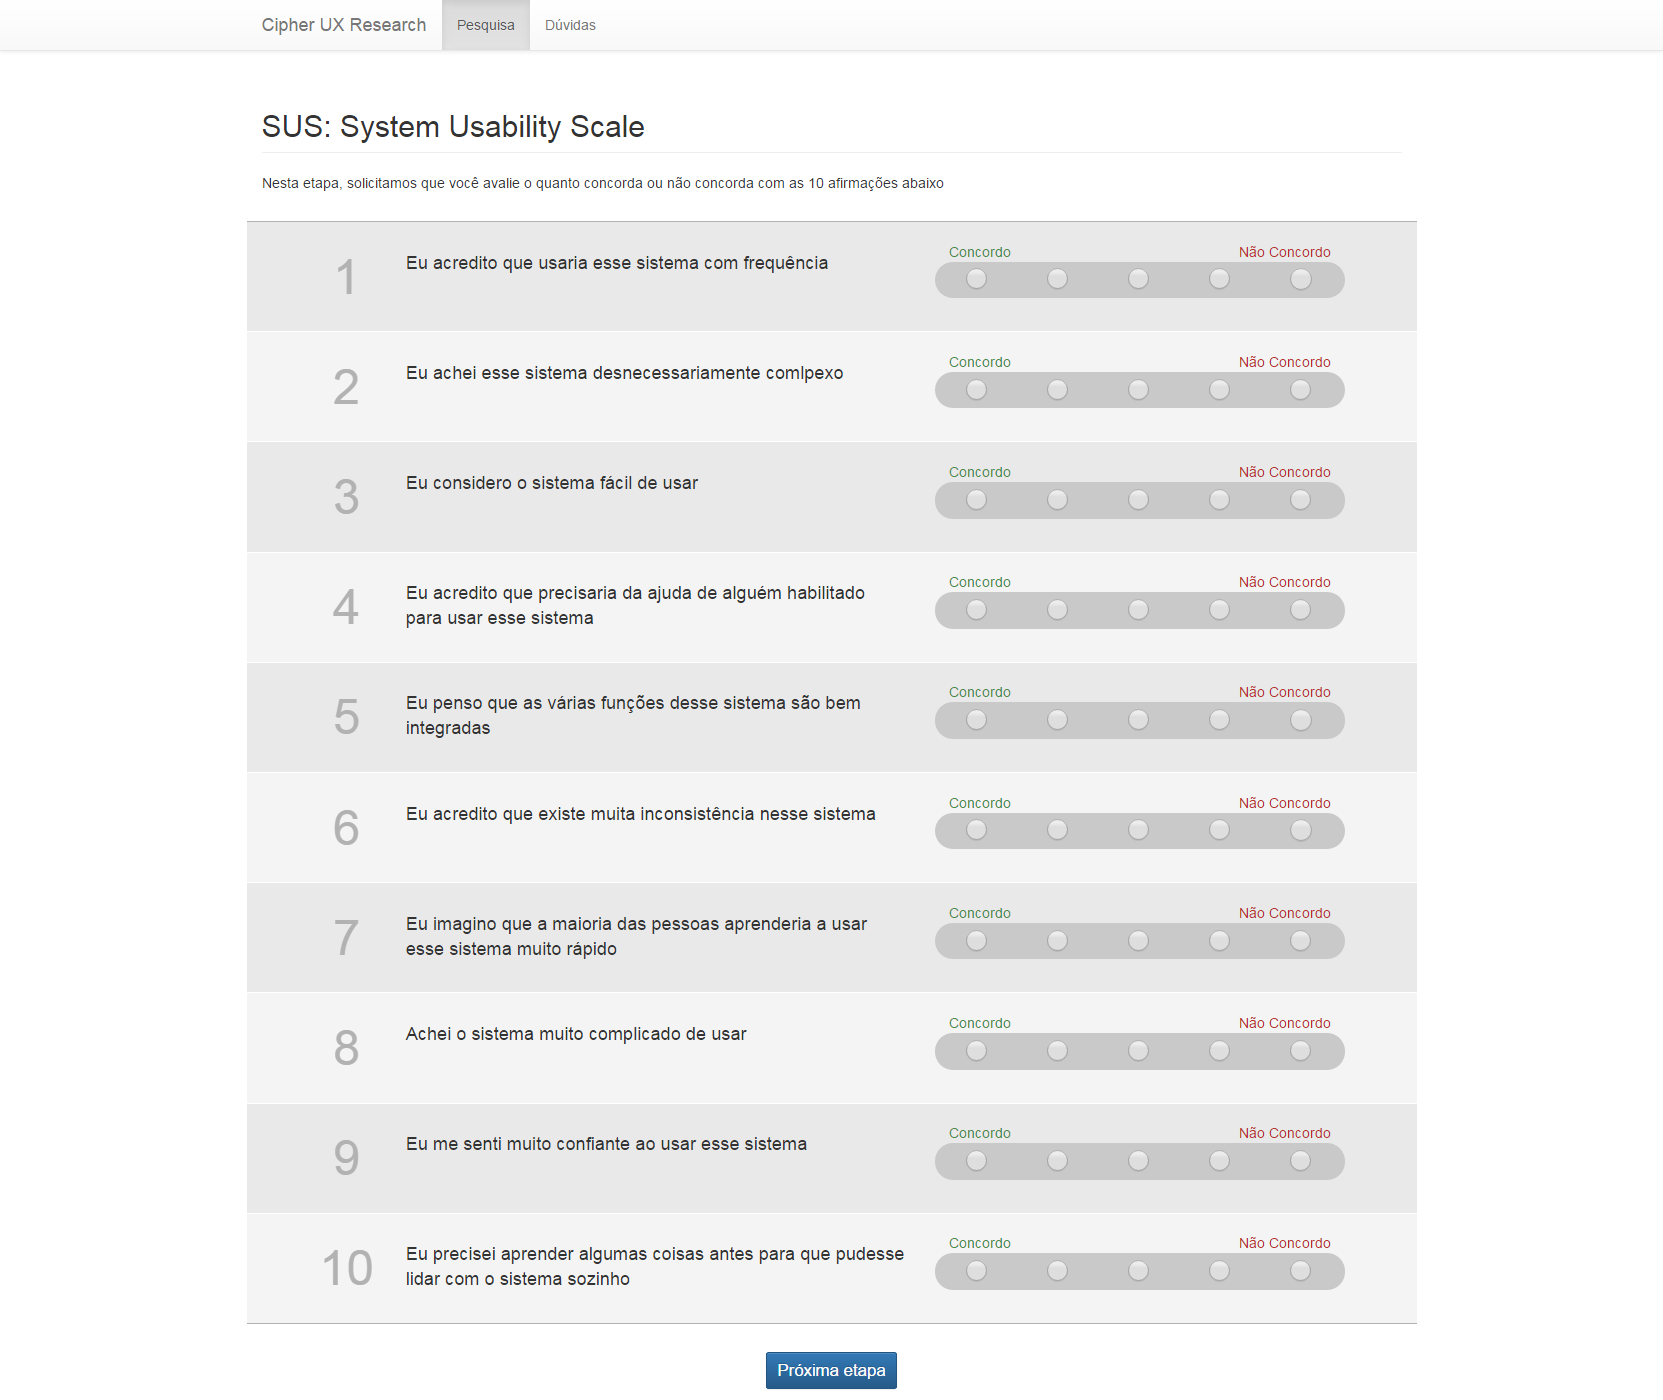 Cipher UX Research Pesquisa Dúvidas
SUS: System Usability Scale
Nesta etapa, solicitamos que você avalie o quanto concorda ou não concorda com as 10 afirmações abaixo
1
Eu acredito que usaria esse sistema com frequência
Concordo Não Concordo
2
Eu achei esse sistema desnecessariamente comlpexo
Concordo Não Concordo
3
Eu considero o sistema fácil de usar
Concordo Não Concordo
4
Eu acredito que precisaria da ajuda de alguém habilitado
para usar esse sistema
Concordo Não Concordo
5
Eu penso que as várias funções desse sistema são bem
integradas
Concordo Não Concordo
6
Eu acredito que existe muita inconsistência nesse sistema
Concordo Não Concordo
7
Eu imagino que a maioria das pessoas aprenderia a usar
esse sistema muito rápido
Concordo Não Concordo
8
Achei o sistema muito complicado de usar
Concordo Não Concordo
9
Eu me senti muito confiante ao usar esse sistema
Concordo Não Concordo
10
Eu precisei aprender algumas coisas antes para que pudesse
lidar com o sistema sozinho
Concordo Não Concordo
Próxima etapa